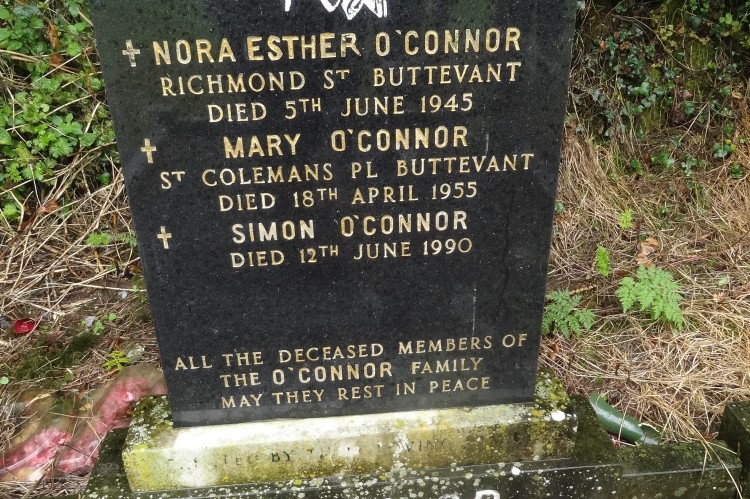 NORA ESTHER O'CONNOR
RICHMOND ST BUTTEVANT
DIED 5TH JUNE 1945
MARY O'CONNOR
ST COLEMANS PL BUTTEVANT
DIED 18TH APRIL 1955
SIMON O'CONNOR
DIED 12TH JUNE 1990
ALL THE DECEASED MEMBERS OF
THE O'CONNOR FAMILY
MAY THEY REST IN PEACE
BY